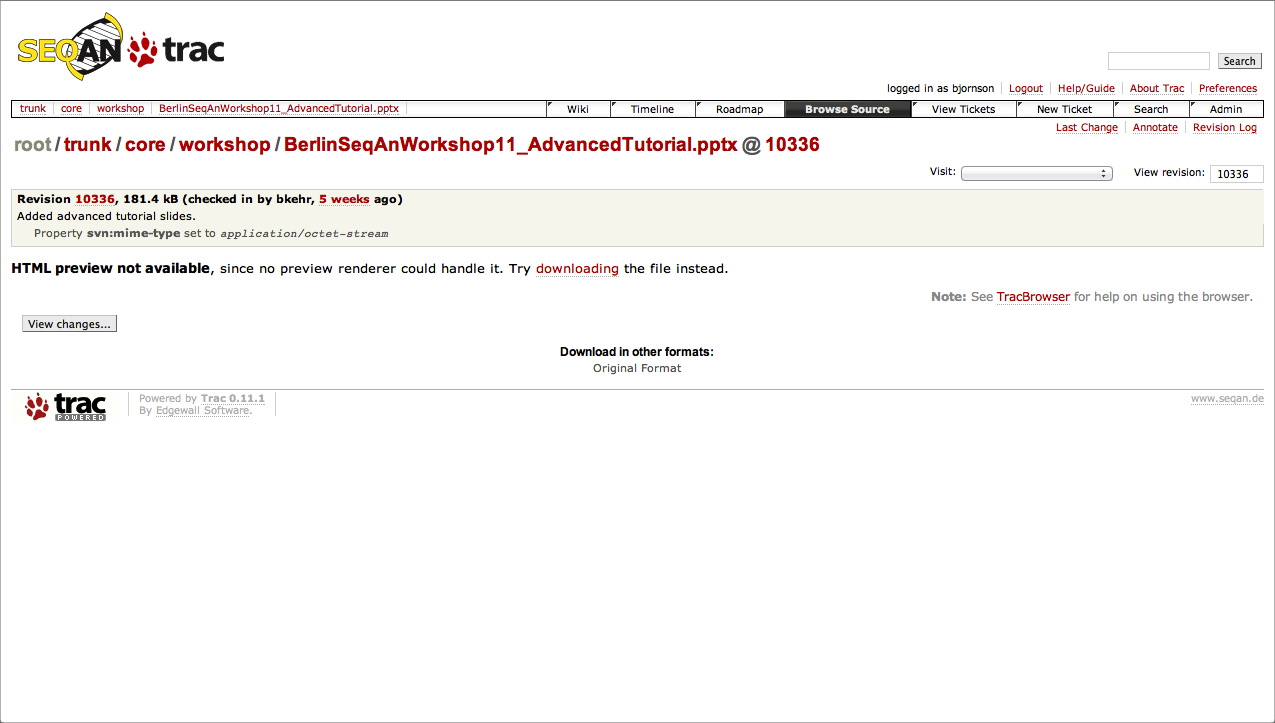 SEQAN trac
Search
logged in as bjornson Logout Help/Guide About Trac Preferences
trunk core workshop BerlinSeqAnWorkshop11_AdvancedTutorial.pptx Wiki Timeline Roadmap Browse Source View Tickets New Ticket Search Admin
Last Change Annotate Revision Log
root/trunk/core/workshop/BerlinSeqAnWorkshop11_AdvancedTutorial.pptx @ 10336
Visit: View revision: 10336
Revision 10336, 181.4 kB (checked in by bkehr, 5 weeks ago)
Added advanced tutorial slides.
Property svn:mime-type set to application/octet-stream
HTML preview not available, since no preview renderer could handle it. Try downloading the file instead.
Note: See TracBrowser for help on using the browser.
View changes...
Download in other formats:
Original Format
trac POWERED
Powered by Trac 0.11.1
By Edgewall Software.
www.seqan.de